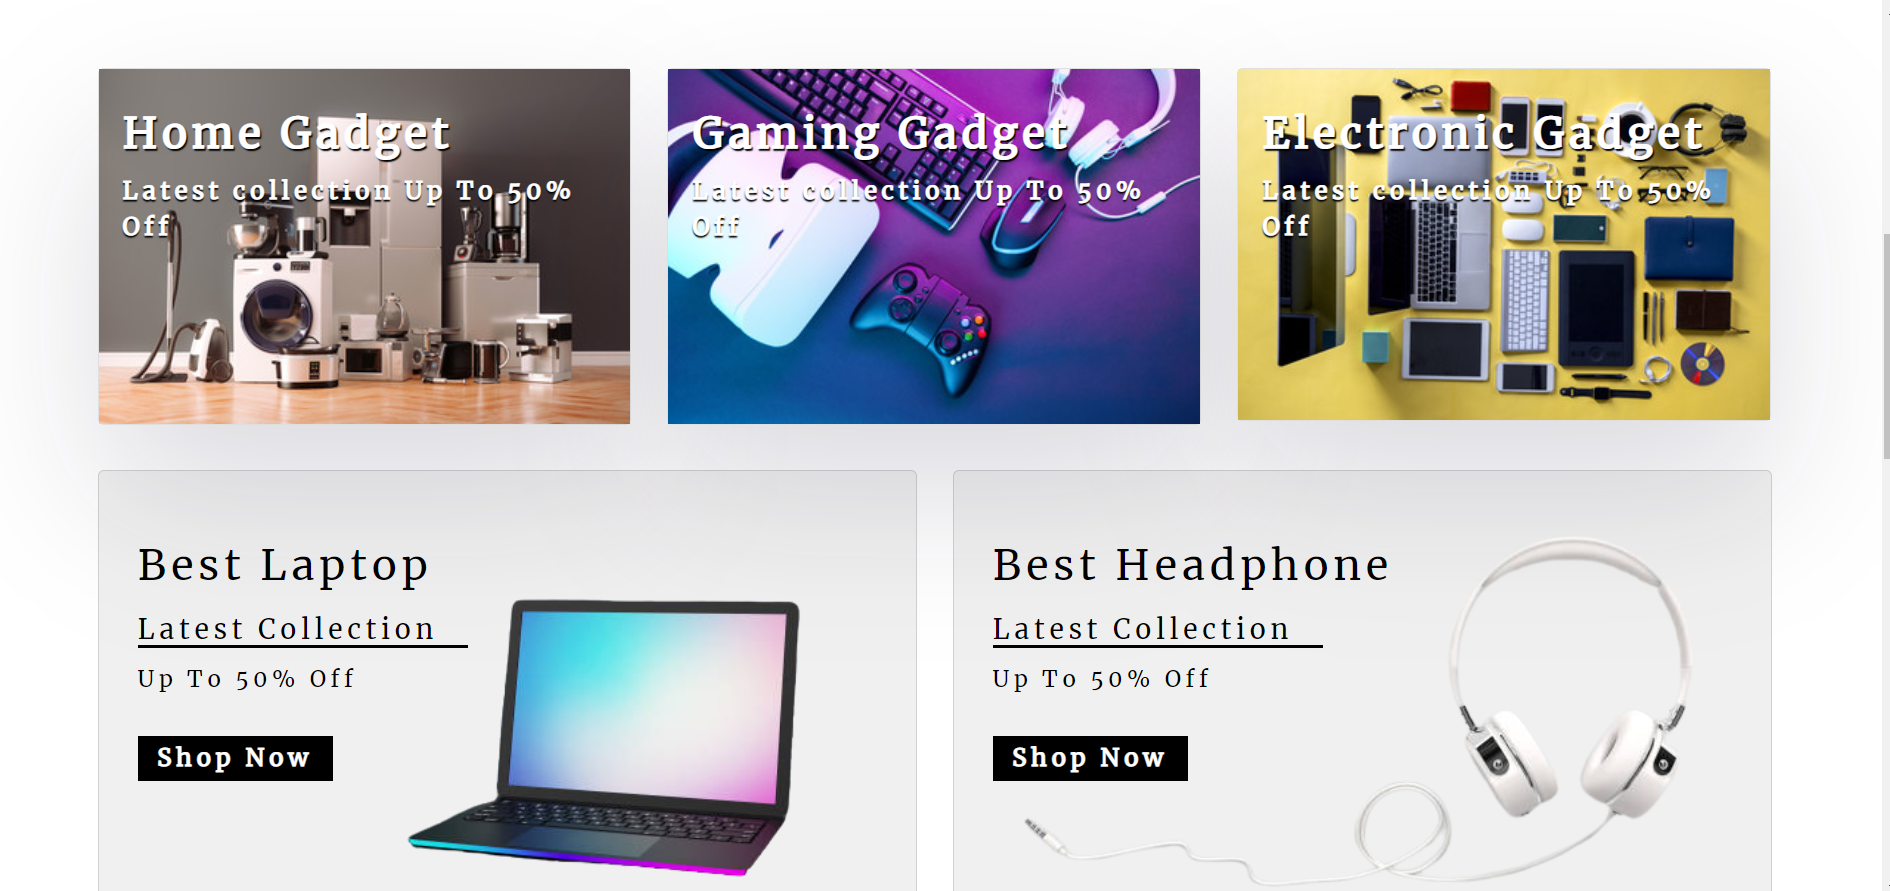 Home Gadget
Latest collection Up To 50%
Off
Gaming Gadget
Latest collection Up To 50%
Off
Electronic Gadget
Latest collection Up To 50%
Off
Best Laptop
Latest Collection
Up To 50% Off
Shop Now
Best Headphone
Latest Collection
Up To 50% Off
Shop Now